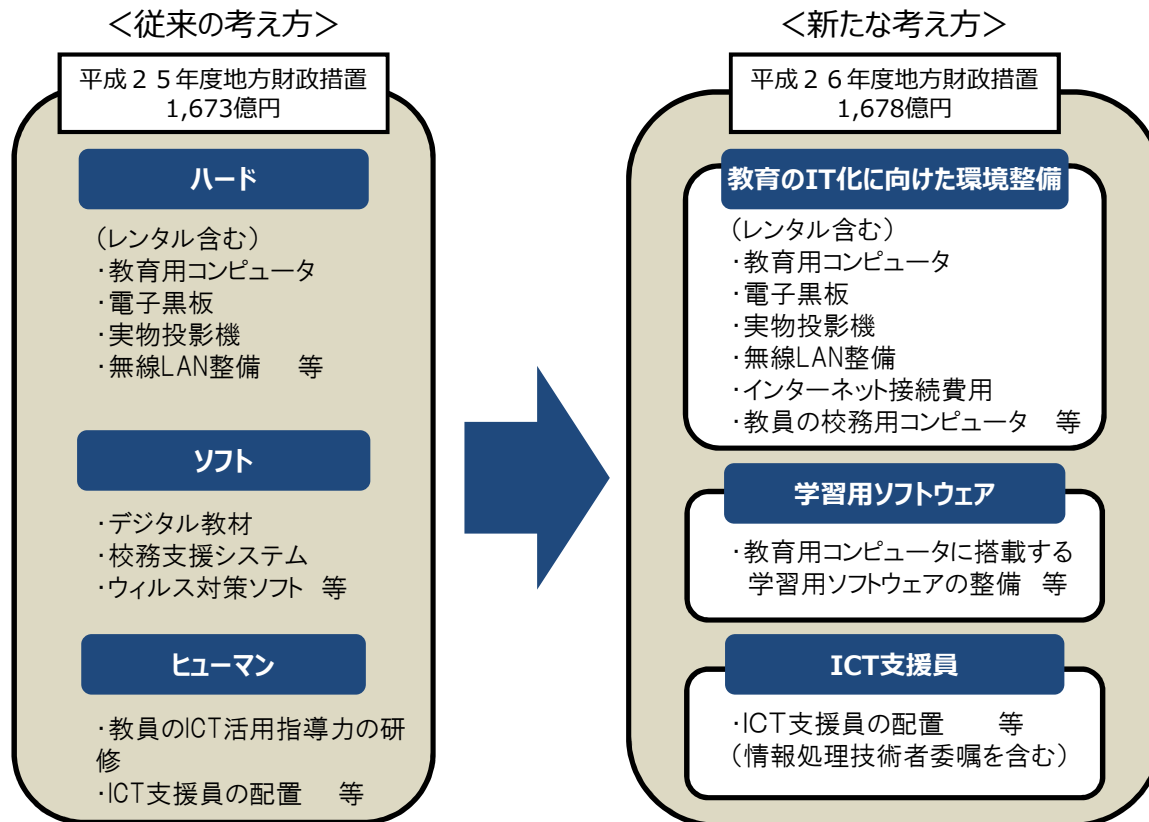 ＜従来の考え方＞
平成２５年度地方財政措置
1,673億円
ハード
（レンタル含む）
・教育用コンピュータ
・電子黒板
・実物投影機
・無線LAN整備　等
ソフト
・デジタル教材
・校務支援システム
・ウィルス対策ソフト　等
ヒューマン
・教員のICT活用指導力の研
修
・ICT支援員の配置　等
＜新たな考え方＞
平成２６年度地方財政措置
1,678億円
教育のIT化に向けた環境整備
（レンタル含む）
・教育用コンピュータ
・電子黒板
・実物投影機
・無線LAN整備
・インターネット接続費用
・教員の校務用コンピュータ　等
学習用ソフトウェア
・教育用コンピュータに搭載する
学習用ソフトウェアの整備　等
ICT支援員
・ICT支援員の配置　等
（情報処理技術者委嘱を含む）